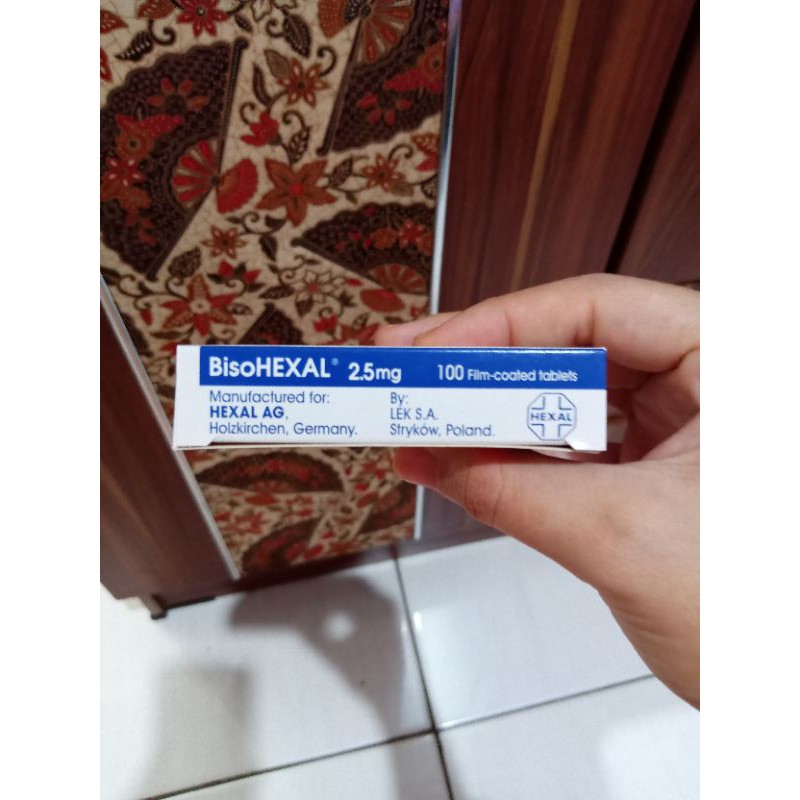 BisoHEXAL® 2.5mg 100 Film-coated tablets
Manufactured for: By:
HEXAL AG, LEK S.A.
Holzkirchen, Germany. Stryków, Poland.
HEXAL